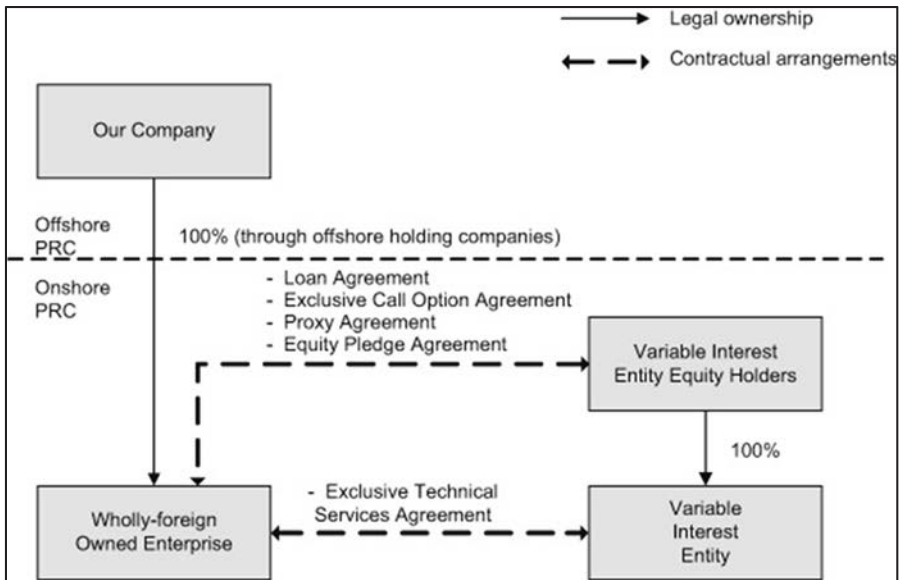 Legal ownership
Contractual arrangements
Our Company
Offshore
PRC
100% (through offshore holding companies)
Onshore
PRC
- Loan Agreement
- Exclusive Call Option Agreement
- Proxy Agreement
- Equity Pledge Agreement
Variable Interest
Entity Equity Holders
100%
Wholly-foreign
Owned Enterprise
- Exclusive Technical
Services Agreement
Variable
Interest
Entity